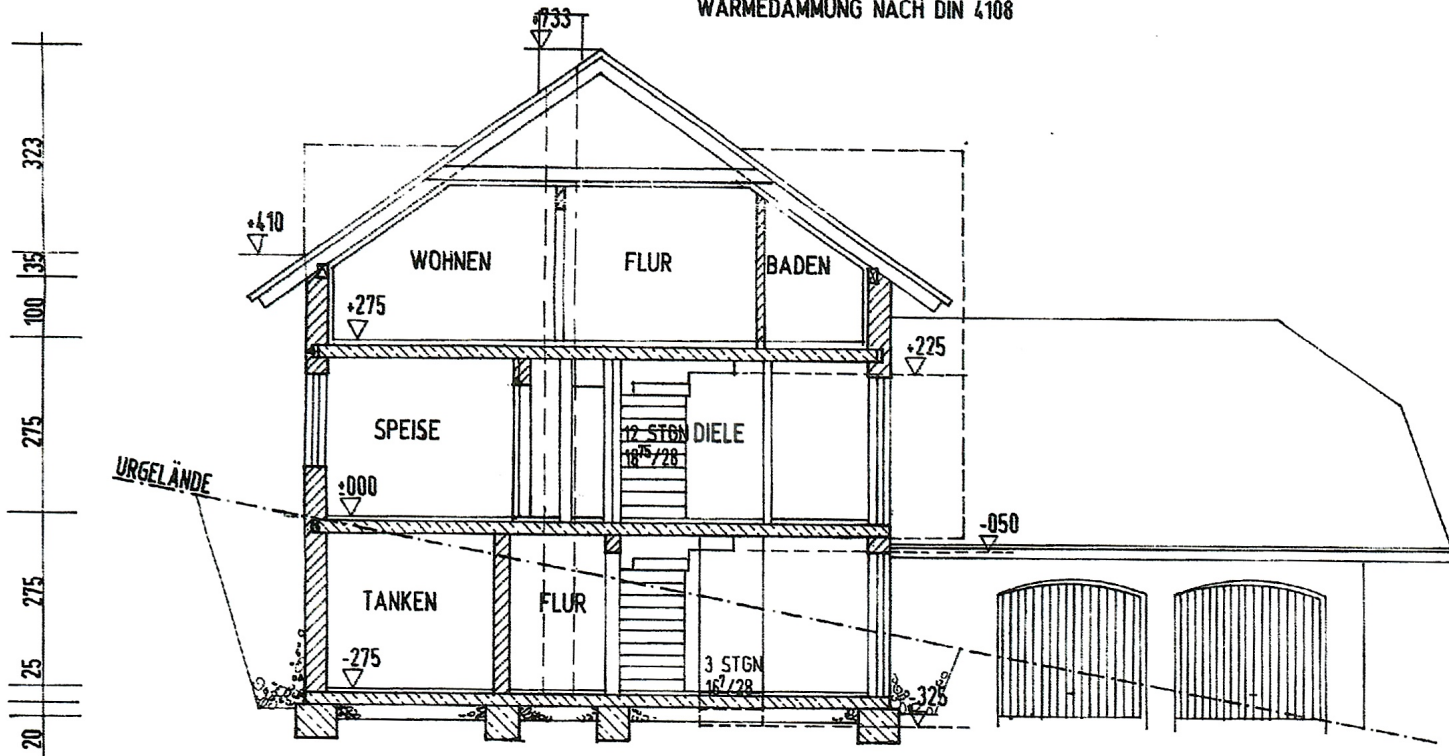 WÄRMEDÄMMUNG NACH DIN 4108
+733
323
+410
35
WOHNEN
FLUR
BADEN
100
+275
+225
275
SPEISE
12 STGN
18⁷⁵/28
DIELE
URGELÄNDE
±000
-050
275
TANKEN
FLUR
25
-275
3 STGN
16⁷/28
-325
20